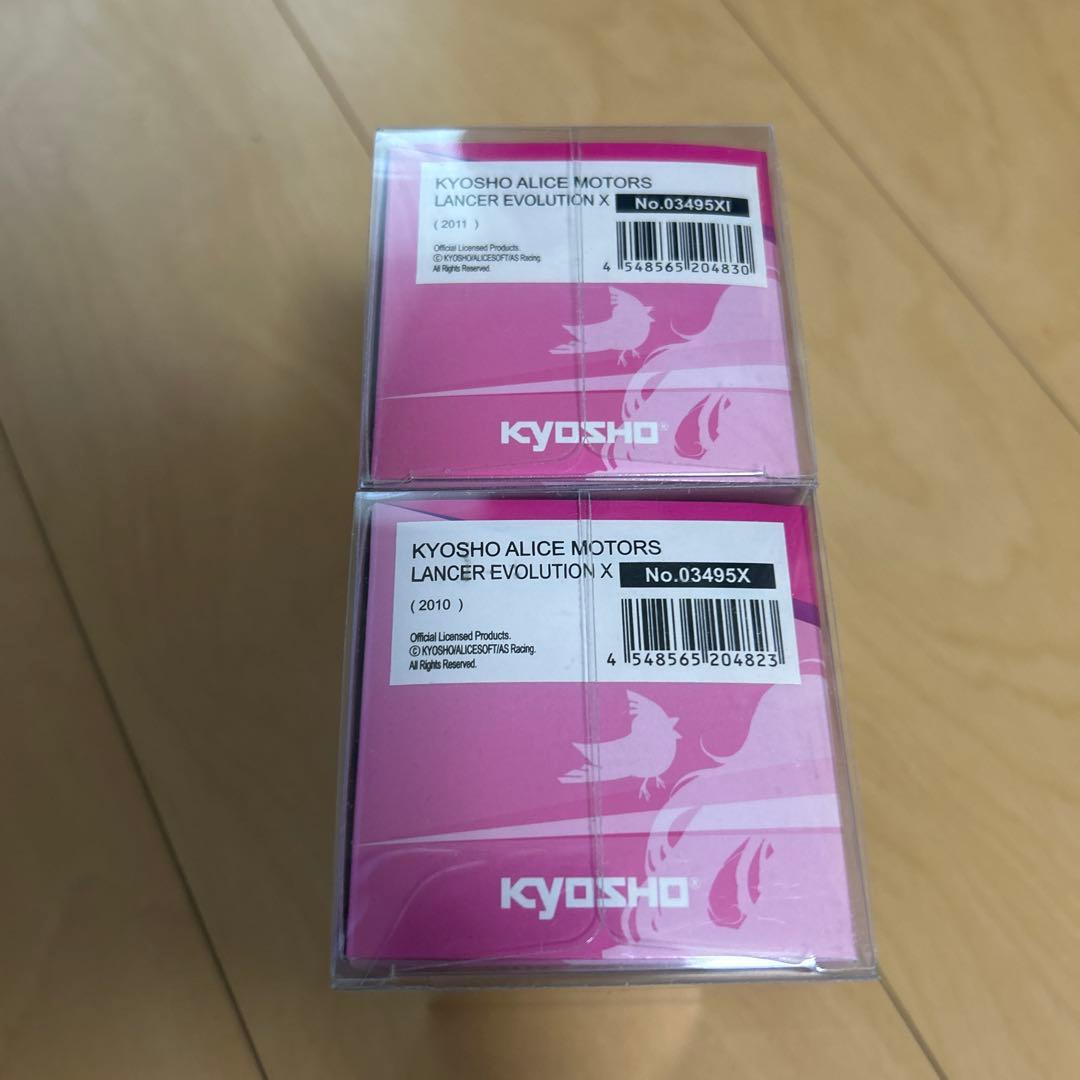 KYOSHO ALICE MOTORS
LANCER EVOLUTION X No.03495XI
( 2011 )
Official Licensed Products.
© KYOSHO/ALICESOFT/AS Racing.
All Rights Reserved.
4 548565 204830
KYOSHO®
KYOSHO ALICE MOTORS
LANCER EVOLUTION X No.03495X
( 2010 )
Official Licensed Products.
© KYOSHO/ALICESOFT/AS Racing.
All Rights Reserved.
4 548565 204823
KYOSHO®